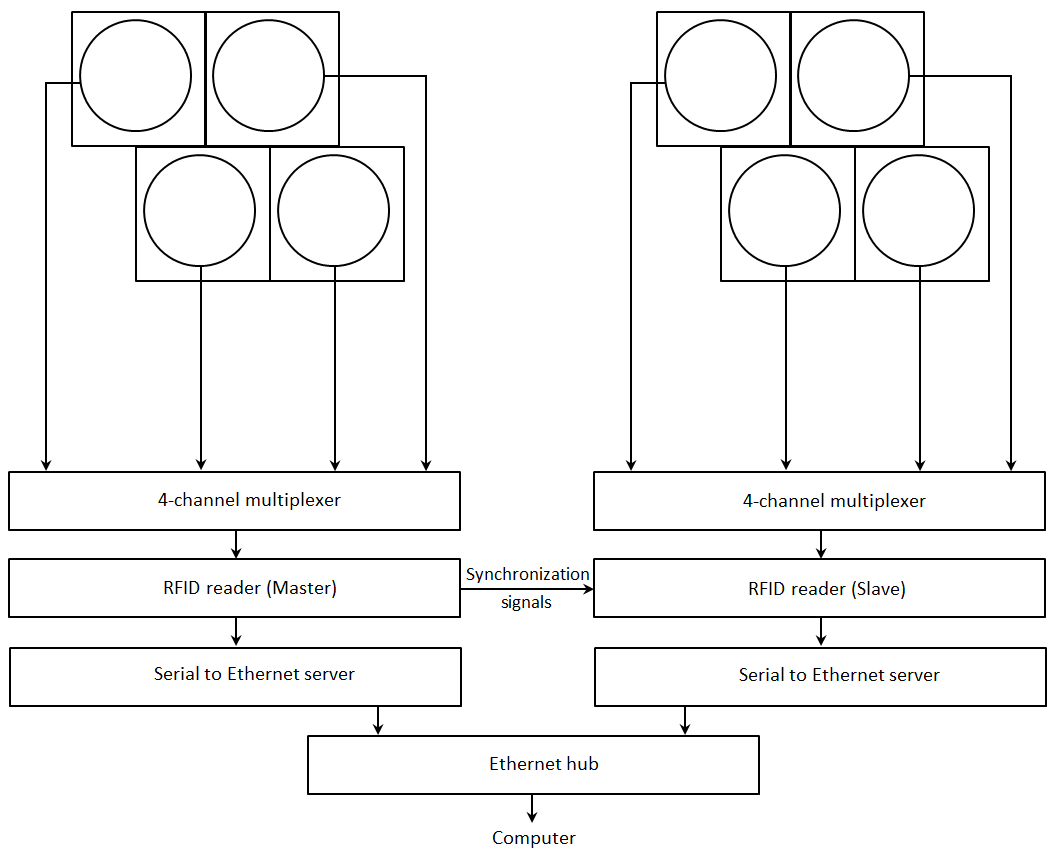 4-channel multiplexer
4-channel multiplexer
RFID reader (Master)
Synchronization
signals
RFID reader (Slave)
Serial to Ethernet server
Serial to Ethernet server
Ethernet hub
Computer